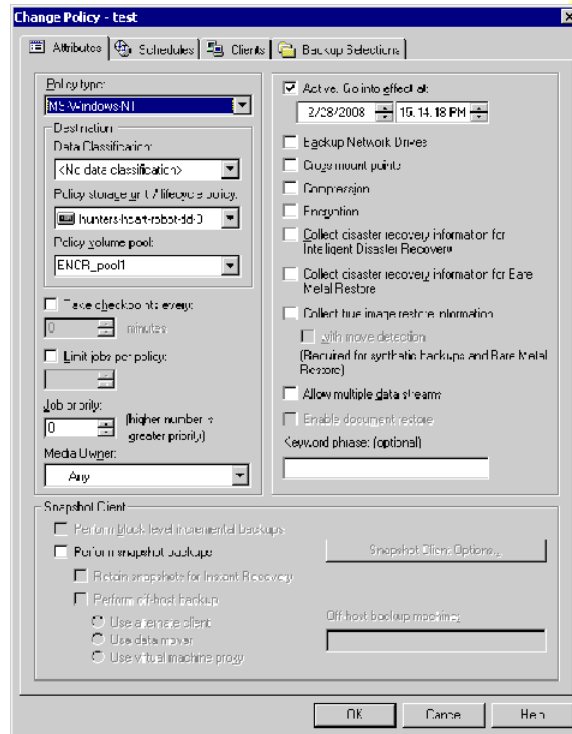 Change Policy - test
Attributes
Schedules
Clients
Backup Selections
Policy type:
MS-Windows-NT
Destination
Data Classification:
<No data classification>
Policy storage unit / lifecycle policy:
hunters-hcart-robot-tld-0
Policy volume pool:
ENCR_pool1
Take checkpoints every:
0
minutes
Limit jobs per policy:
Job priority:
0
(higher number is
greater priority)
Media Owner:
Any
Active. Go into effect at:
2/28/2008
15:14:18 PM
Backup Network Drives
Cross mount points
Compression
Encryption
Collect disaster recovery information for
Intelligent Disaster Recovery
Collect disaster recovery information for Bare
Metal Restore
Collect true image restore information
with move detection
(Required for synthetic backups and Bare Metal
Restore)
Allow multiple data streams
Enable document restore
Keyword phrase: (optional)
Snapshot Client
Perform block level incremental backups
Perform snapshot backups
Snapshot Client Options...
Retain snapshots for Instant Recovery
Perform off-host backup
Use alternate client
Use data mover
Use virtual machine proxy
Off-host backup machine:
OK
Cancel
Help